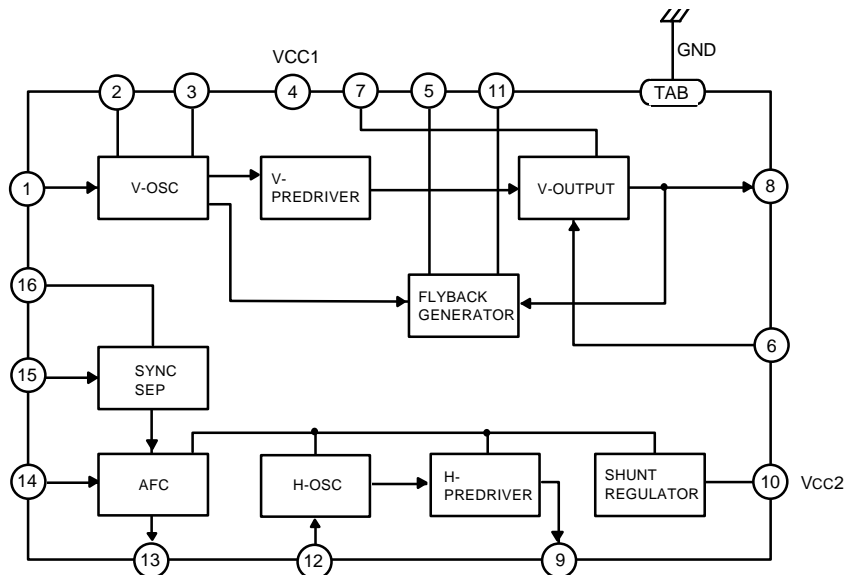 VCC1
GND
2
3
4
7
5
11
TAB
1
V-OSC
V-
PREDRIVER
V-OUTPUT
8
16
FLYBACK
GENERATOR
6
15
SYNC
SEP
14
AFC
H-OSC
H-
PREDRIVER
SHUNT
REGULATOR
10
Vcc2
13
12
9